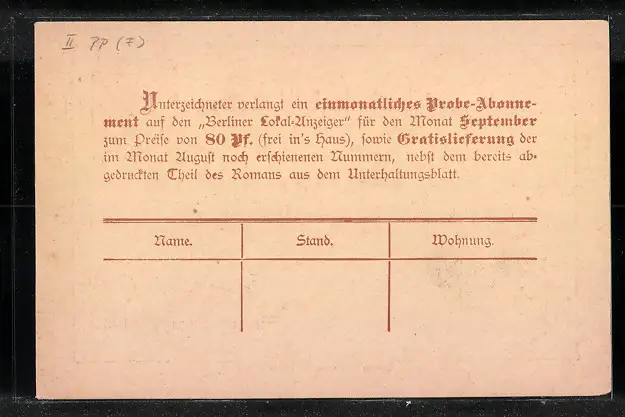 II PP (F)
Unterzeichneter verlangt ein einmonatliches Probe-Abonne-
ment auf den „Berliner Lokal-Anzeiger" für den Monat September
zum Preise von 80 Pf. (frei in's Haus), sowie Gratislieferung der
im Monat August noch erschienenen Nummern, nebst dem bereits ab-
gedruckten Theil des Romans aus dem Unterhaltungsblatt.
Name. Stand. Wohnung.